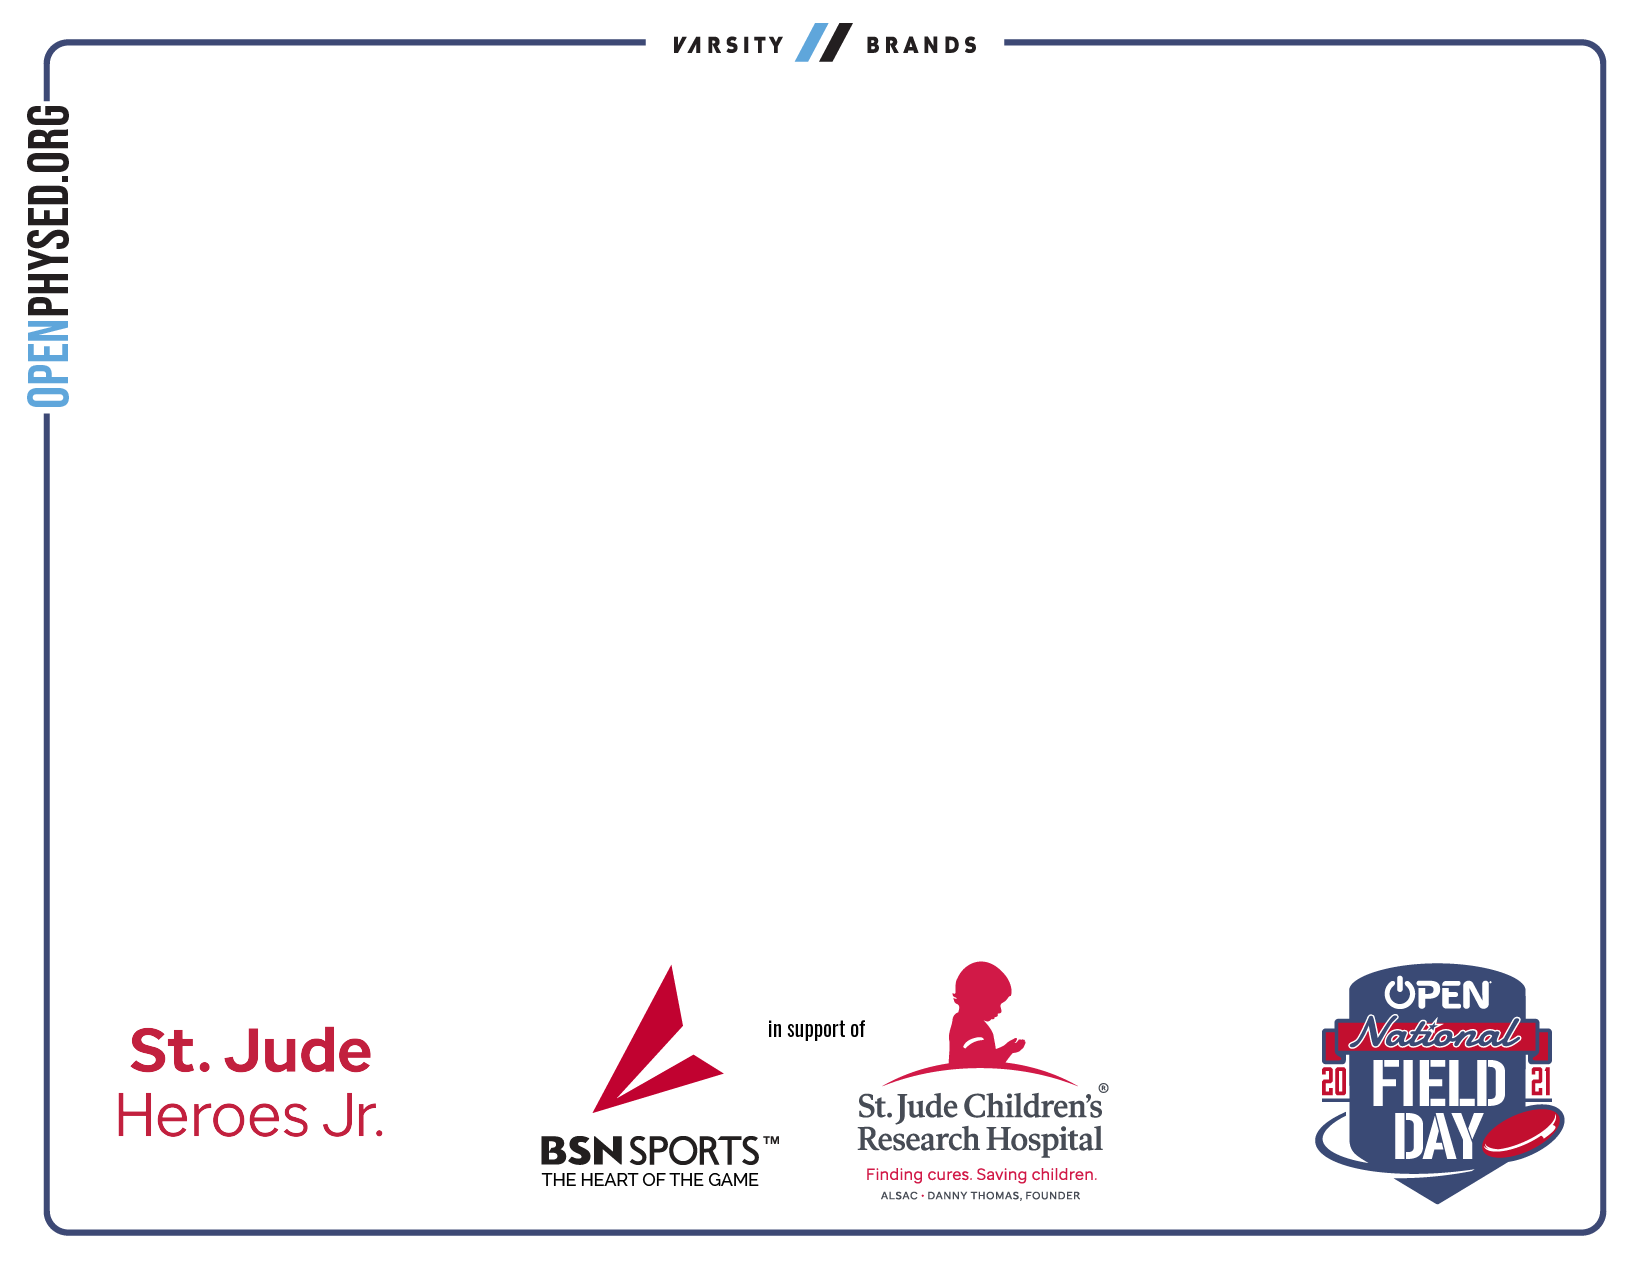 VARSITY BRANDS
OPENPHYSED.ORG
St. Jude
Heroes Jr.
BSN SPORTS™
THE HEART OF THE GAME
in support of
St. Jude Children's®
Research Hospital
Finding cures. Saving children.
ALSAC • DANNY THOMAS, FOUNDER
OPEN
National
20 21
FIELD
DAY